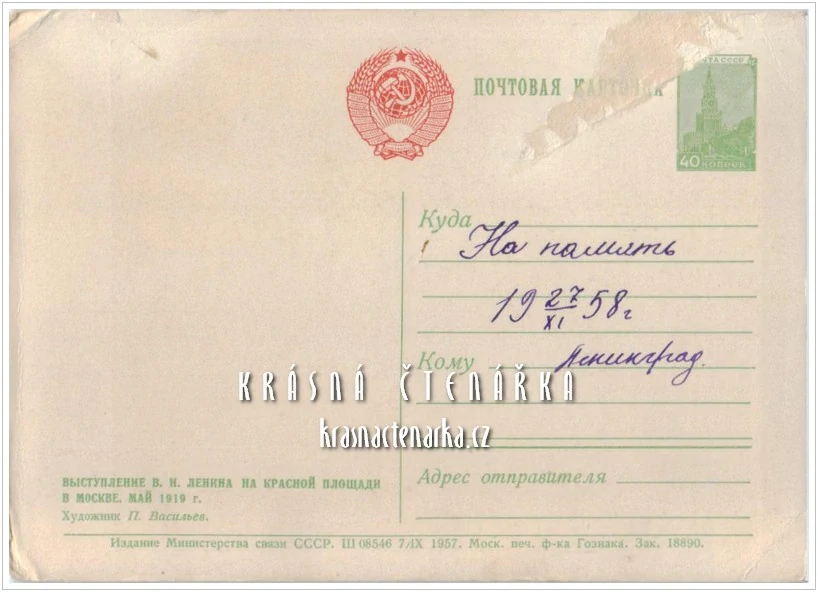 ПОЧТОВАЯ КАРТОЧКА
ПОЧТА СССР
40 КОПЕЕК
Куда
На память
19 27/XI 58 г
Кому
Ленинград.
KRÁSNÁ ČTENÁŘKA
krasnactenarka.cz
Адрес отправителя
ВЫСТУПЛЕНИЕ В. И. ЛЕНИНА НА КРАСНОЙ ПЛОЩАДИ
В МОСКВЕ. МАЙ 1919 г.
Художник П. Васильев.
Издание Министерства связи СССР. Ш 08546 7/IX 1957. Моск. печ. ф-ка Гознака. Зак. 18890.